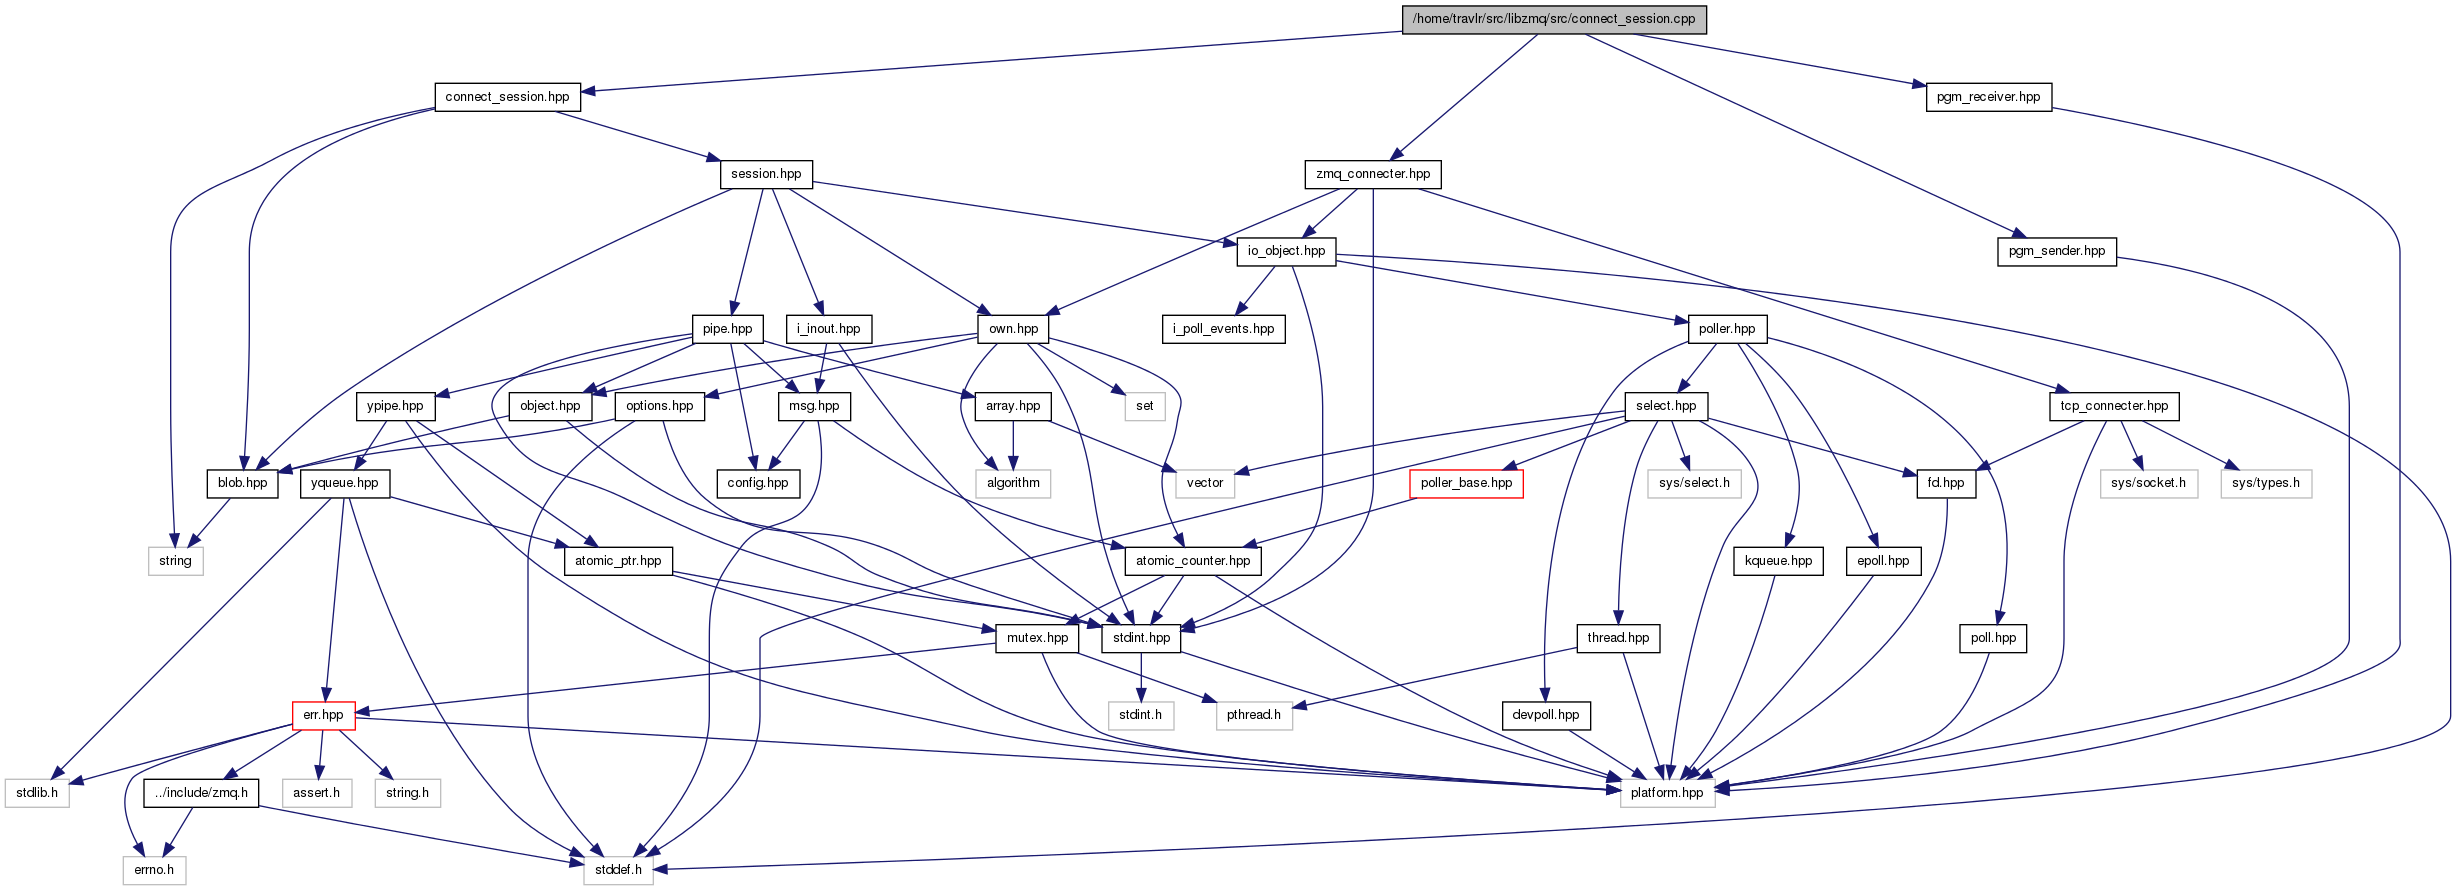 /home/travlr/src/libzmq/src/connect_session.cpp
connect_session.hpp
pgm_receiver.hpp
session.hpp
zmq_connecter.hpp
io_object.hpp
pgm_sender.hpp
pipe.hpp
i_inout.hpp
own.hpp
i_poll_events.hpp
poller.hpp
ypipe.hpp
object.hpp
options.hpp
msg.hpp
array.hpp
set
select.hpp
tcp_connecter.hpp
blob.hpp
yqueue.hpp
config.hpp
algorithm
vector
poller_base.hpp
sys/select.h
fd.hpp
sys/socket.h
sys/types.h
string
atomic_ptr.hpp
atomic_counter.hpp
kqueue.hpp
epoll.hpp
mutex.hpp
stdint.hpp
thread.hpp
poll.hpp
err.hpp
stdint.h
pthread.h
devpoll.hpp
stdlib.h
../include/zmq.h
assert.h
string.h
platform.hpp
errno.h
stddef.h